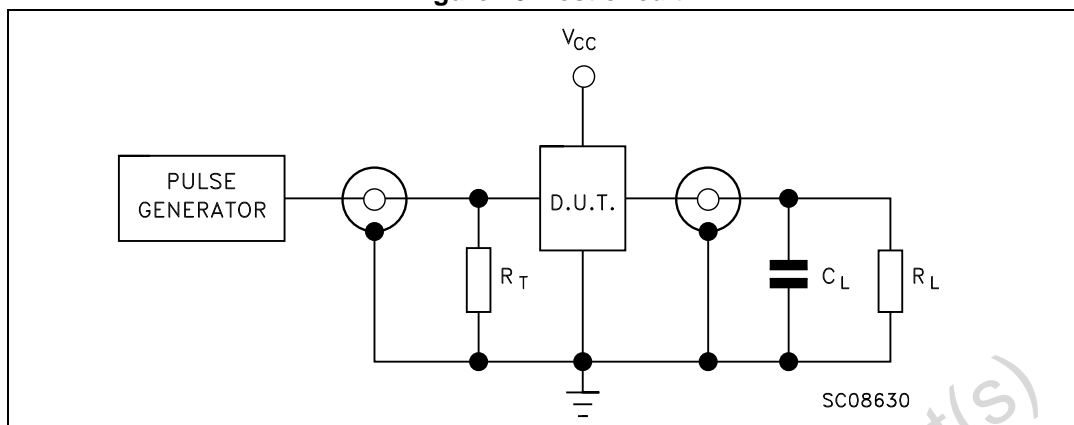 V_CC
PULSE
GENERATOR
D.U.T.
R_T
C_L
R_L
SC08630
t(s)